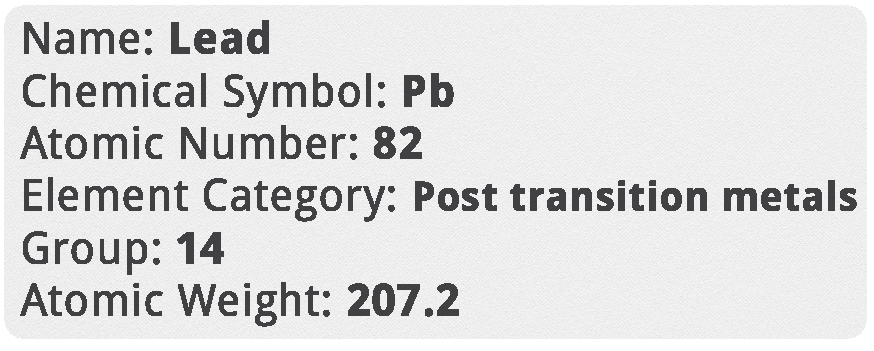 Name: Lead
Chemical Symbol: Pb
Atomic Number: 82
Element Category: Post transition metals
Group: 14
Atomic Weight: 207.2